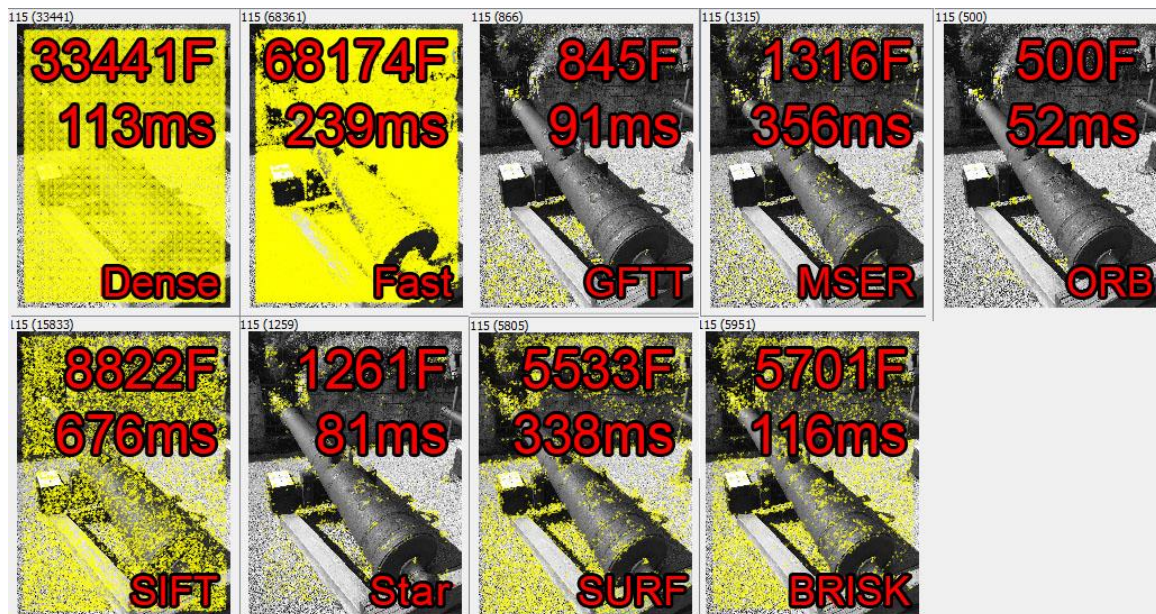 115 (33441)
33441F
113ms
Dense
115 (68361)
68174F
239ms
Fast
115 (866)
845F
91ms
GFTT
115 (1315)
1316F
356ms
MSER
115 (500)
500F
52ms
ORB
115 (15833)
8822F
676ms
SIFT
115 (1259)
1261F
81ms
Star
115 (5805)
5533F
338ms
SURF
115 (5951)
5701F
116ms
BRISK